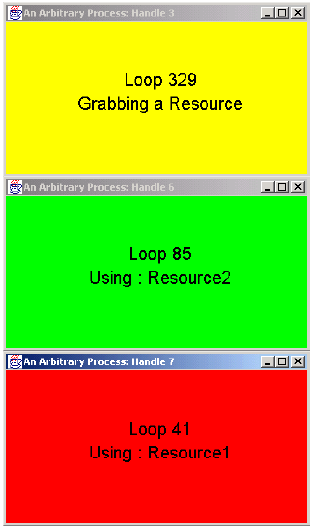 An Arbitrary Process: Handle 3
Loop 329
Grabbing a Resource
An Arbitrary Process: Handle 6
Loop 85
Using : Resource2
An Arbitrary Process: Handle 7
Loop 41
Using : Resource1